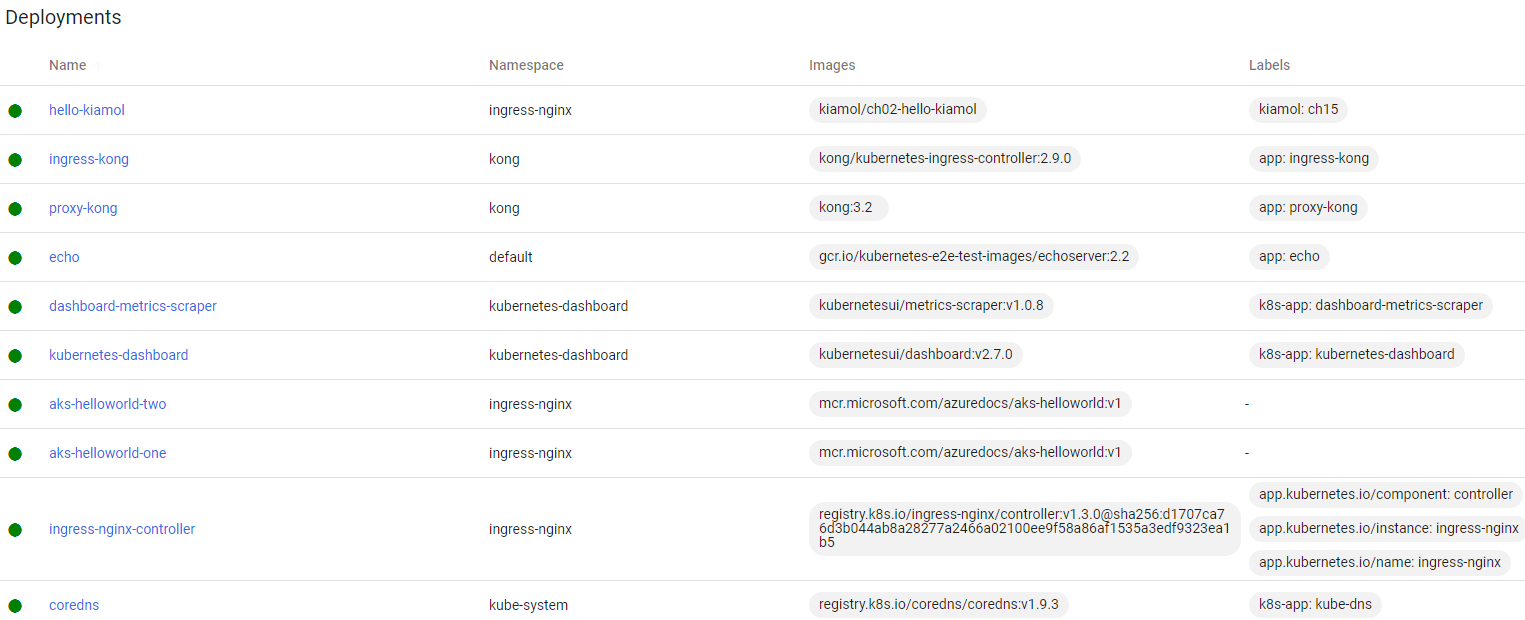 Deployments
Name Namespace Images Labels
hello-kiamol ingress-nginx kiamol/ch02-hello-kiamol kiamol: ch15
ingress-kong kong kong/kubernetes-ingress-controller:2.9.0 app: ingress-kong
proxy-kong kong kong:3.2 app: proxy-kong
echo default gcr.io/kubernetes-e2e-test-images/echoserver:2.2 app: echo
dashboard-metrics-scraper kubernetes-dashboard kubernetesui/metrics-scraper:v1.0.8 k8s-app: dashboard-metrics-scraper
kubernetes-dashboard kubernetes-dashboard kubernetesui/dashboard:v2.7.0 k8s-app: kubernetes-dashboard
aks-helloworld-two ingress-nginx mcr.microsoft.com/azuredocs/aks-helloworld:v1 -
aks-helloworld-one ingress-nginx mcr.microsoft.com/azuredocs/aks-helloworld:v1 -
ingress-nginx-controller ingress-nginx
registry.k8s.io/ingress-nginx/controller:v1.3.0@sha256:d1707ca7
6d3b044ab8a28277a2466a02100ee9f58a86af1535a3edf9323ea1
b5
app.kubernetes.io/component: controller
app.kubernetes.io/instance: ingress-nginx
app.kubernetes.io/name: ingress-nginx
coredns kube-system registry.k8s.io/coredns/coredns:v1.9.3 k8s-app: kube-dns